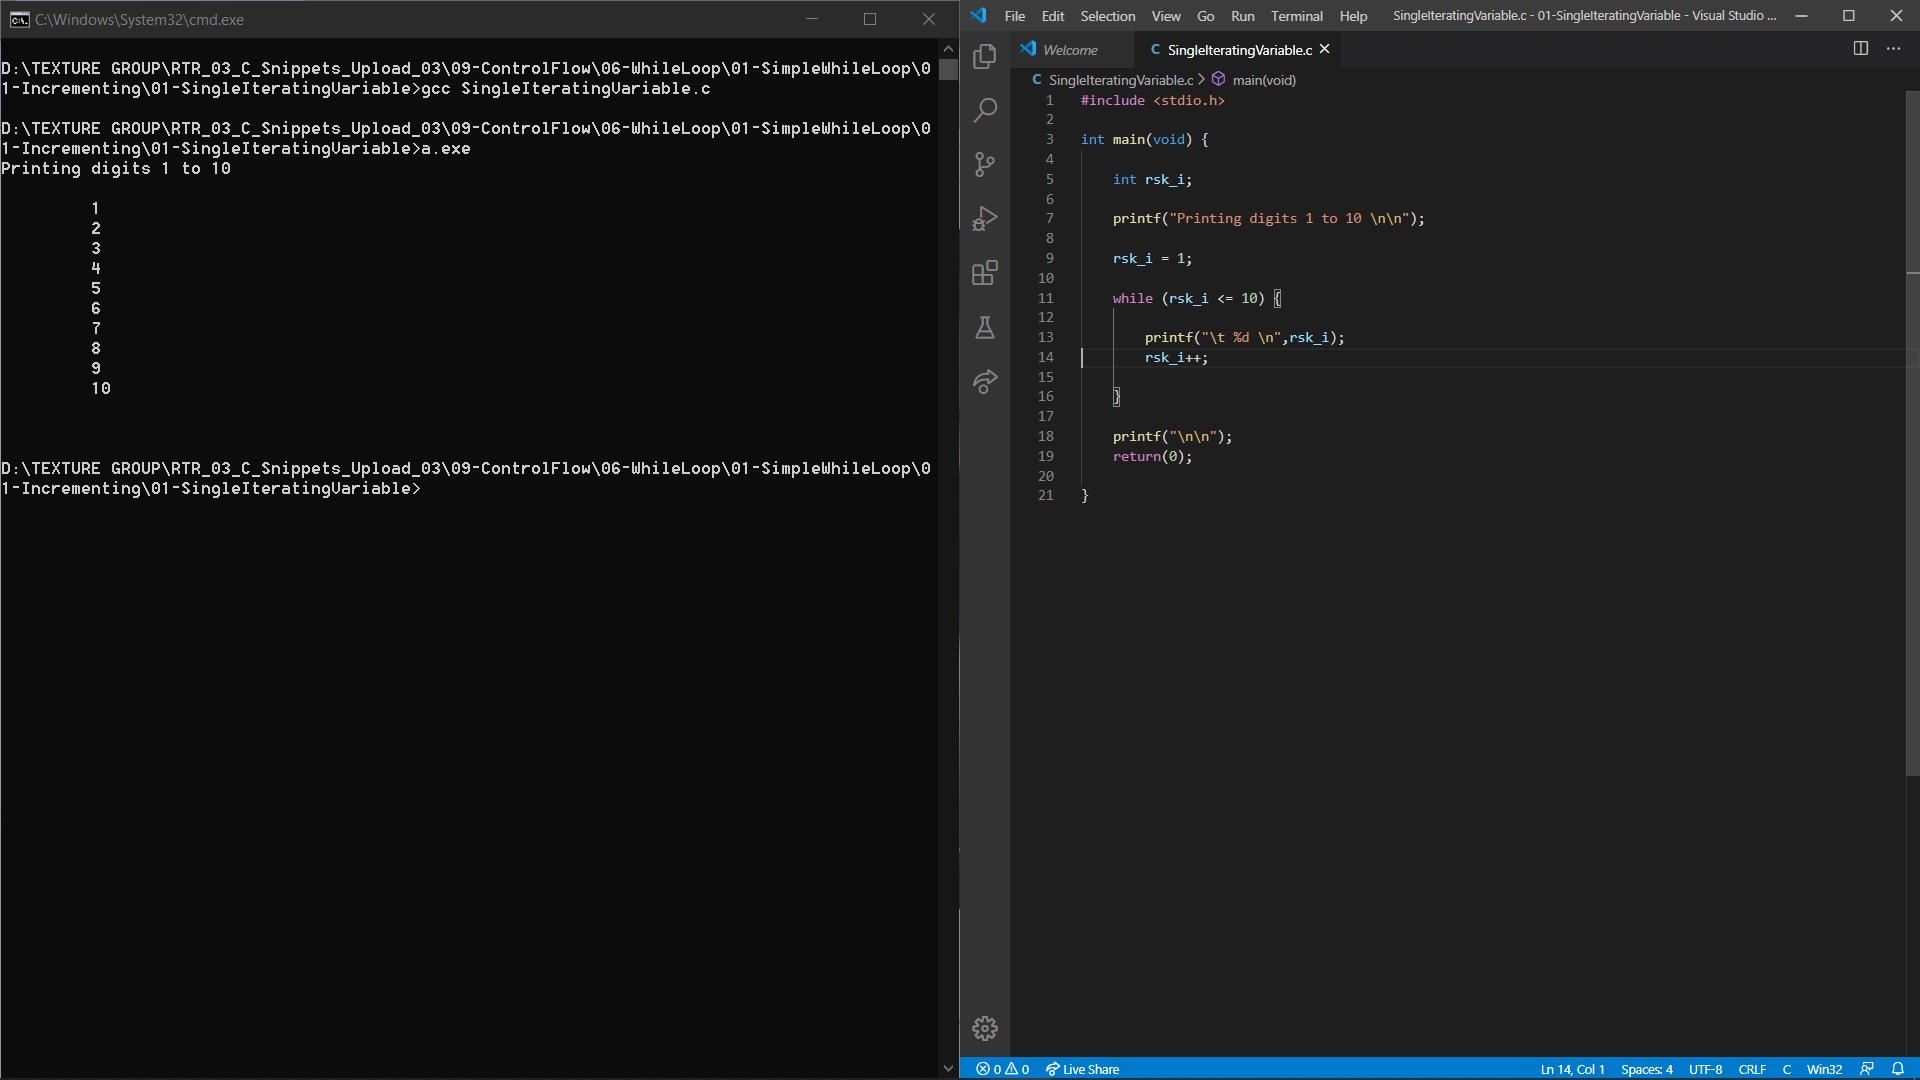 C:\Windows\System32\cmd.exe
D:\TEXTURE GROUP\RTR_03_C_Snippets_Upload_03\09-ControlFlow\06-WhileLoop\01-SimpleWhileLoop\0
1-Incrementing\01-SingleIteratingVariable>gcc SingleIteratingVariable.c
D:\TEXTURE GROUP\RTR_03_C_Snippets_Upload_03\09-ControlFlow\06-WhileLoop\01-SimpleWhileLoop\0
1-Incrementing\01-SingleIteratingVariable>a.exe
Printing digits 1 to 10
1
2
3
4
5
6
7
8
9
10
D:\TEXTURE GROUP\RTR_03_C_Snippets_Upload_03\09-ControlFlow\06-WhileLoop\01-SimpleWhileLoop\0
1-Incrementing\01-SingleIteratingVariable>
File Edit Selection View Go Run Terminal Help SingleIteratingVariable.c - 01-SingleIteratingVariable - Visual Studio ...
Welcome C SingleIteratingVariable.c
C SingleIteratingVariable.c > main(void)
1 #include <stdio.h>
2
3 int main(void) {
4
5 int rsk_i;
6
7 printf("Printing digits 1 to 10 \n\n");
8
9 rsk_i = 1;
10
11 while (rsk_i <= 10) {
12
13 printf("\t %d \n",rsk_i);
14 rsk_i++;
15
16 }
17
18 printf("\n\n");
19 return(0);
20
21 }
0 0 Live Share Ln 14, Col 1 Spaces: 4 UTF-8 CRLF C Win32